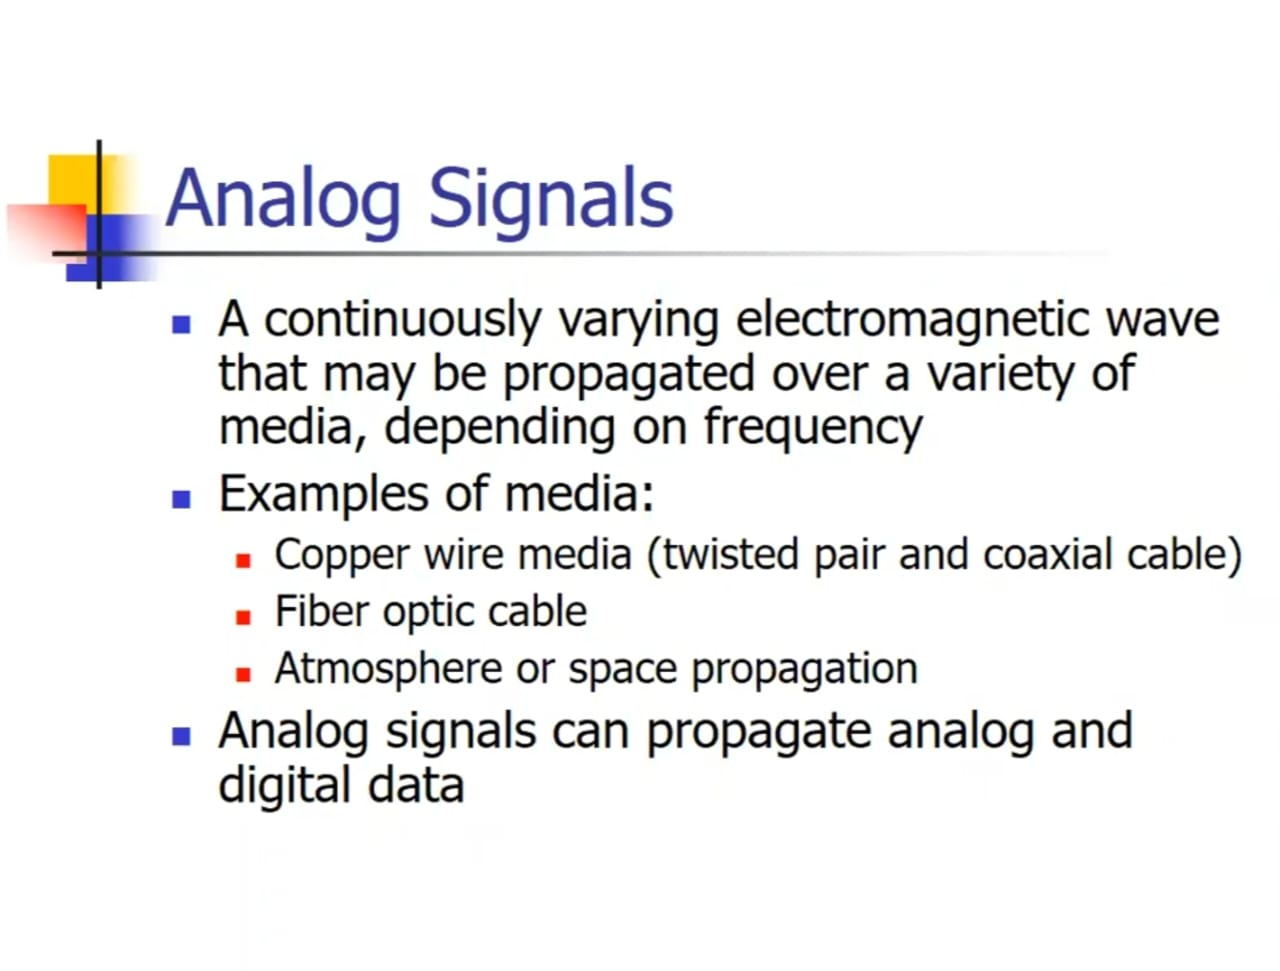 Analog Signals
A continuously varying electromagnetic wave
that may be propagated over a variety of
media, depending on frequency
Examples of media:
Copper wire media (twisted pair and coaxial cable)
Fiber optic cable
Atmosphere or space propagation
Analog signals can propagate analog and
digital data